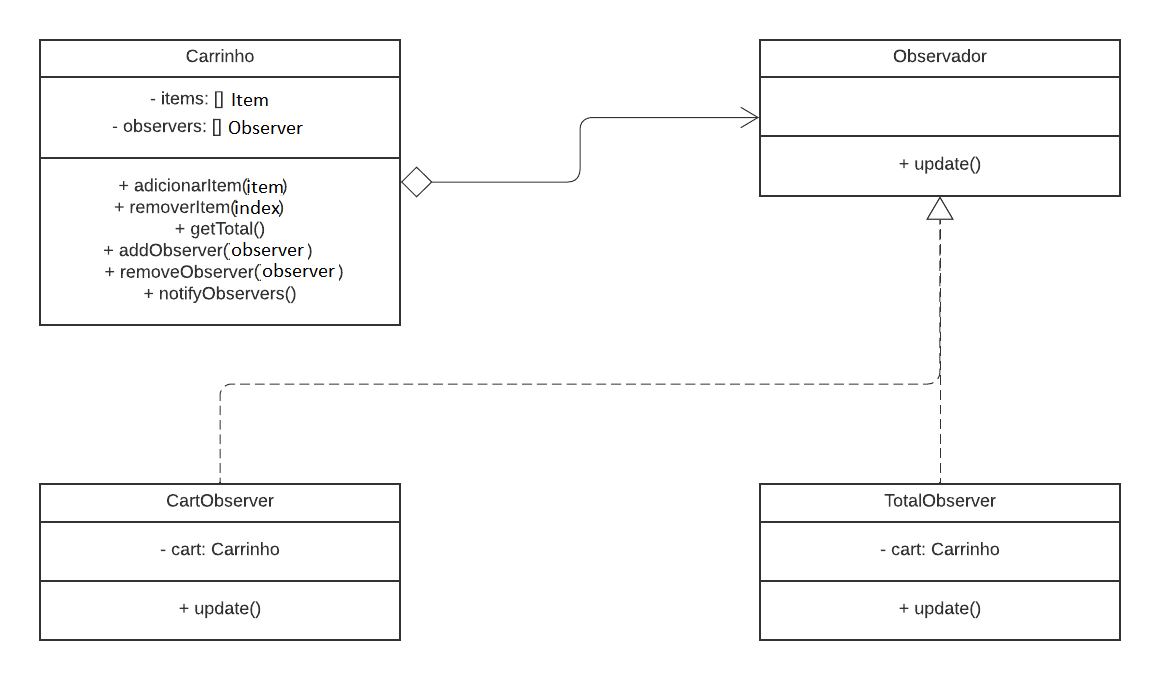 Carrinho
- items: [] Item
- observers: [] Observer
+ adicionarItem(item)
+ removerItem(index)
+ getTotal()
+ addObserver(observer)
+ removeObserver(observer)
+ notifyObservers()
Observador
+ update()
CartObserver
- cart: Carrinho
+ update()
TotalObserver
- cart: Carrinho
+ update()